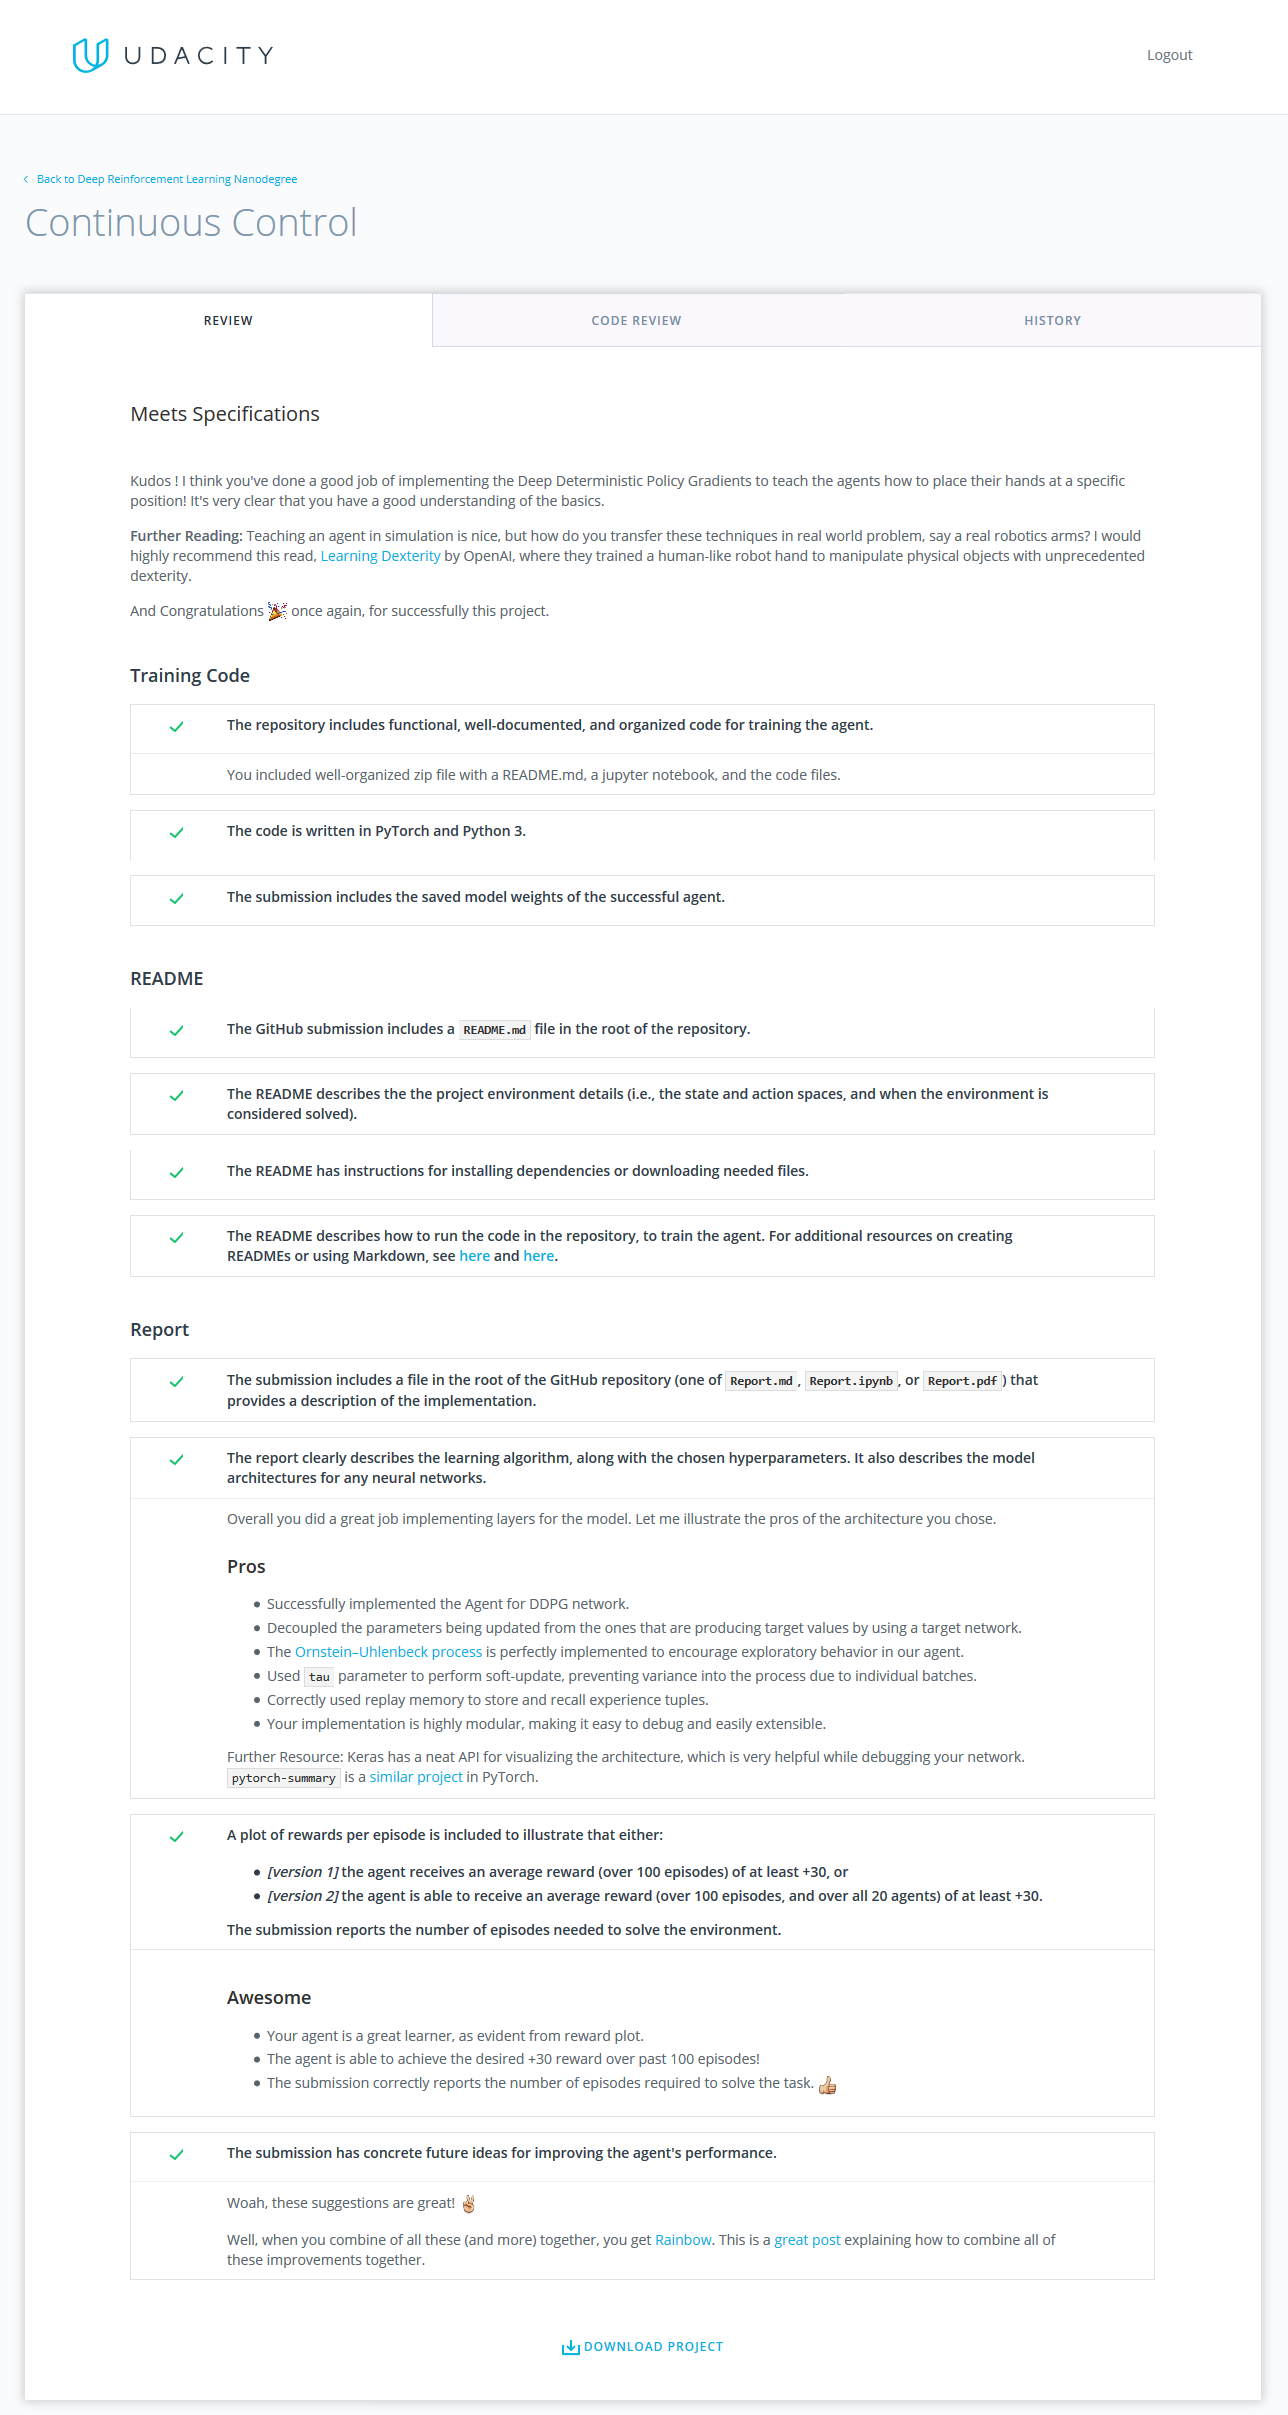 UDACITY
Logout
Back to Deep Reinforcement Learning Nanodegree
Continuous Control
REVIEW
CODE REVIEW
HISTORY
Meets Specifications
Kudos ! I think you've done a good job of implementing the Deep Deterministic Policy Gradients to teach the agents how to place their hands at a specific
position! It's very clear that you have a good understanding of the basics.
Further Reading: Teaching an agent in simulation is nice, but how do you transfer these techniques in real world problem, say a real robotics arms? I would
highly recommend this read, Learning Dexterity by OpenAI, where they trained a human-like robot hand to manipulate physical objects with unprecedented
dexterity.
And Congratulations 🎉 once again, for successfully this project.
Training Code
The repository includes functional, well-documented, and organized code for training the agent.
You included well-organized zip file with a README.md, a jupyter notebook, and the code files.
The code is written in PyTorch and Python 3.
The submission includes the saved model weights of the successful agent.
README
The GitHub submission includes a README.md file in the root of the repository.
The README describes the the project environment details (i.e., the state and action spaces, and when the environment is
considered solved).
The README has instructions for installing dependencies or downloading needed files.
The README describes how to run the code in the repository, to train the agent. For additional resources on creating
READMEs or using Markdown, see here and here.
Report
The submission includes a file in the root of the GitHub repository (one of Report.md, Report.ipynb, or Report.pdf) that
provides a description of the implementation.
The report clearly describes the learning algorithm, along with the chosen hyperparameters. It also describes the model
architectures for any neural networks.
Overall you did a great job implementing layers for the model. Let me illustrate the pros of the architecture you chose.
Pros
• Successfully implemented the Agent for DDPG network.
• Decoupled the parameters being updated from the ones that are producing target values by using a target network.
• The Ornstein–Uhlenbeck process is perfectly implemented to encourage exploratory behavior in our agent.
• Used tau parameter to perform soft-update, preventing variance into the process due to individual batches.
• Correctly used replay memory to store and recall experience tuples.
• Your implementation is highly modular, making it easy to debug and easily extensible.
Further Resource: Keras has a neat API for visualizing the architecture, which is very helpful while debugging your network.
pytorch-summary is a similar project in PyTorch.
A plot of rewards per episode is included to illustrate that either:
• [version 1] the agent receives an average reward (over 100 episodes) of at least +30, or
• [version 2] the agent is able to receive an average reward (over 100 episodes, and over all 20 agents) of at least +30.
The submission reports the number of episodes needed to solve the environment.
Awesome
• Your agent is a great learner, as evident from reward plot.
• The agent is able to achieve the desired +30 reward over past 100 episodes!
• The submission correctly reports the number of episodes required to solve the task. 👍
The submission has concrete future ideas for improving the agent's performance.
Woah, these suggestions are great! ✌
Well, when you combine of all these (and more) together, you get Rainbow. This is a great post explaining how to combine all of
these improvements together.
DOWNLOAD PROJECT